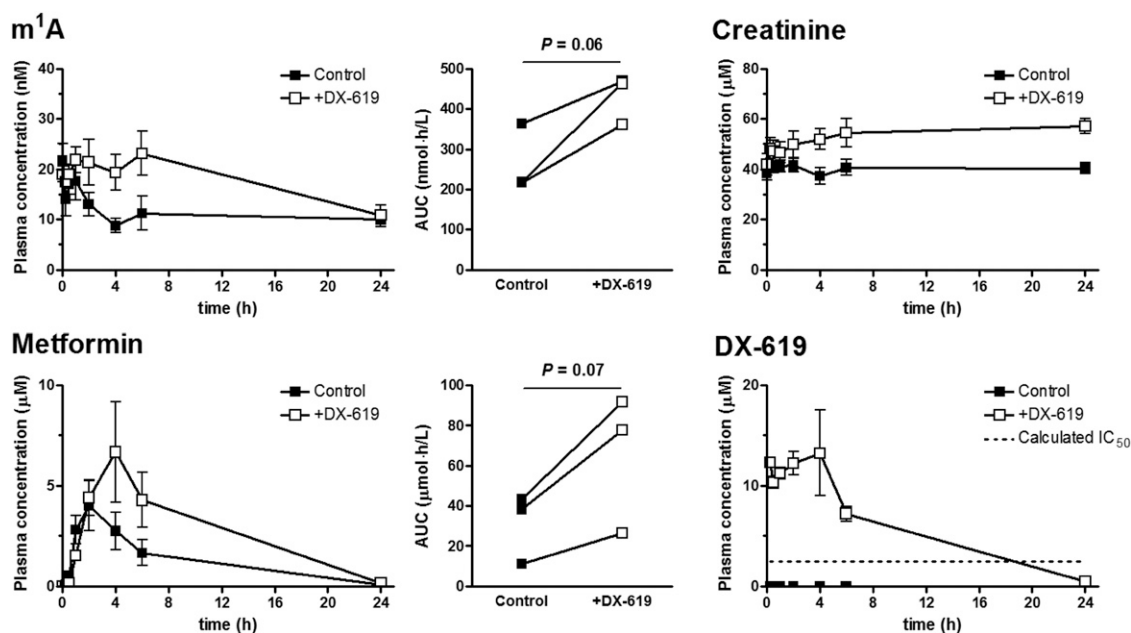 m¹A
Plasma concentration (nM)
40
30
20
10
0
Control
+DX-619
0 4 8 12 16 20 24
time (h)
P = 0.06
AUC (nmol·h/L)
500
400
300
200
100
0
Control +DX-619
Creatinine
Plasma concentration (μM)
80
60
40
20
0
Control
+DX-619
0 4 8 12 16 20 24
time (h)
Metformin
Plasma concentration (μM)
10
5
0
Control
+DX-619
0 4 8 12 16 20 24
time (h)
P = 0.07
AUC (μmol·h/L)
100
80
60
40
20
0
Control +DX-619
DX-619
Plasma concentration (μM)
20
15
10
5
0
Control
+DX-619
Calculated IC₅₀
0 4 8 12 16 20 24
time (h)